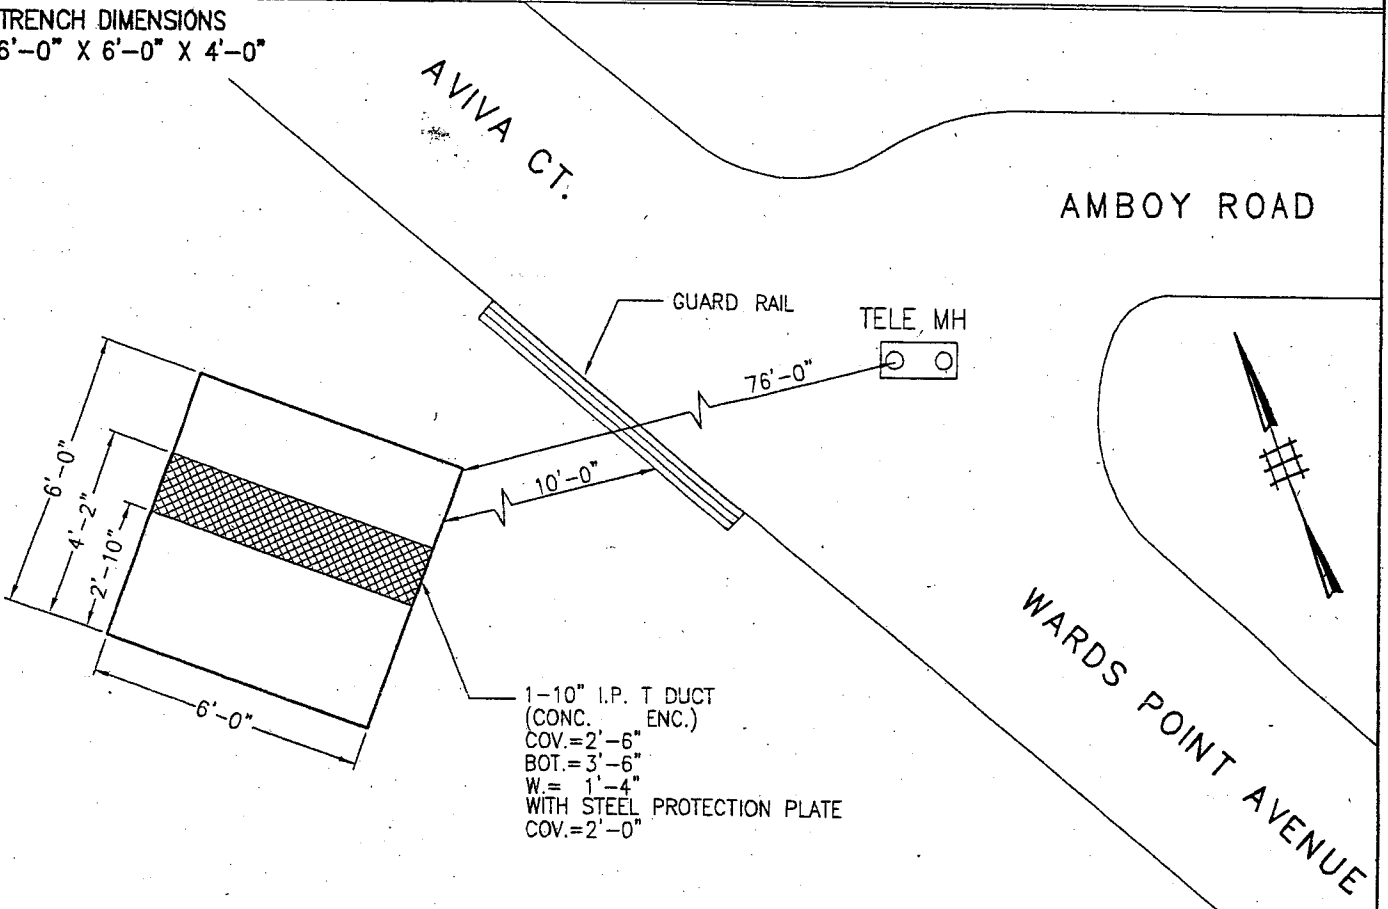 TRENCH DIMENSIONS
6'-0" X 6'-0" X 4'-0"
AVIVA CT.
AMBOY ROAD
GUARD RAIL
TELE. MH
76'-0"
10'-0"
6'-0"
4'-2"
2'-10"
6'-0"
1-10" I.P. T DUCT
(CONC. ENC.)
COV.=2'-6"
BOT.=3'-6"
W.= 1'-4"
WITH STEEL PROTECTION PLATE
COV.=2'-0"
WARDS POINT AVENUE